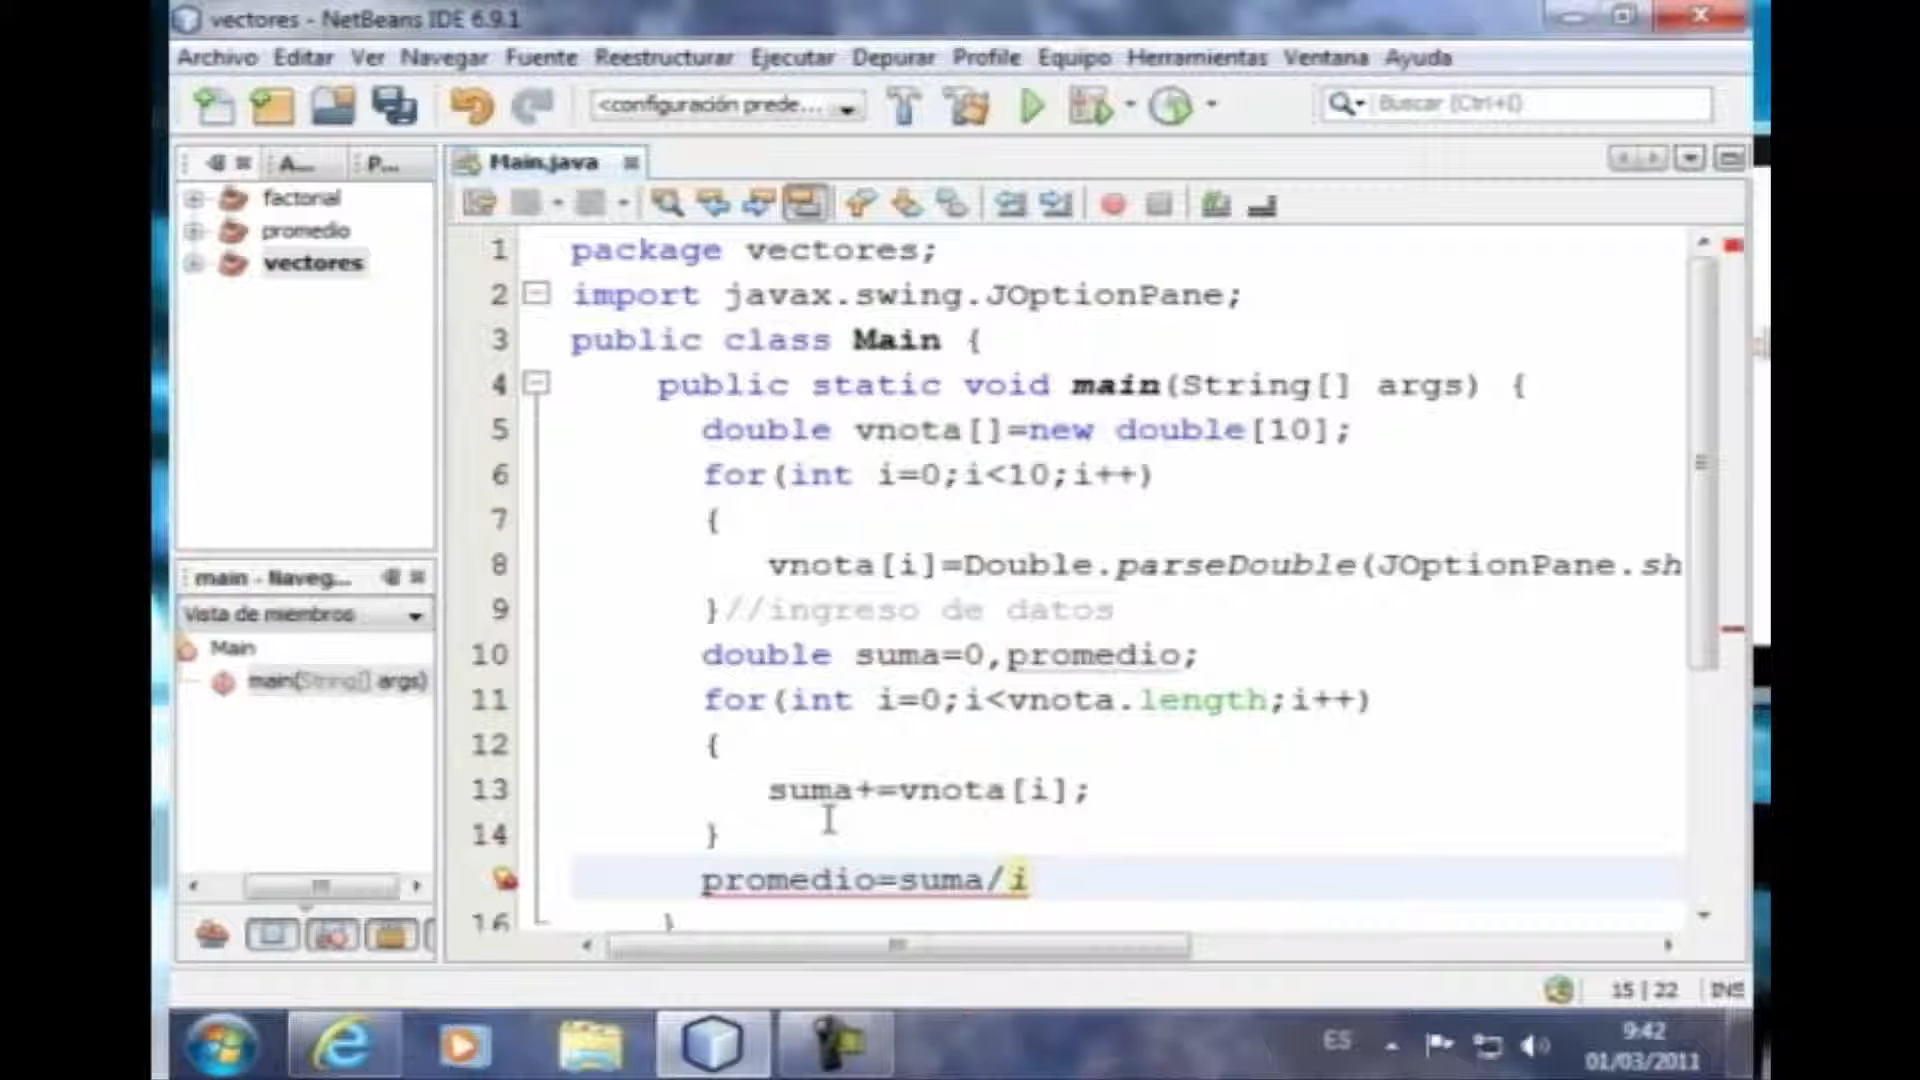 vectores - NetBeans IDE 6.9.1
Archivo Editar Ver Navegar Fuente Reestructurar Ejecutar Depurar Profile Equipo Herramientas Ventana Ayuda
<configuración prede...
Buscar (Ctrl+I)
A... P...
Main.java
factorial
promedio
vectores
1 package vectores;
2 import javax.swing.JOptionPane;
3 public class Main {
4 public static void main(String[] args) {
5 double vnota[]=new double[10];
6 for(int i=0;i<10;i++)
7 {
8 vnota[i]=Double.parseDouble(JOptionPane.sh
9 }//ingreso de datos
10 double suma=0,promedio;
11 for(int i=0;i<vnota.length;i++)
12 {
13 suma+=vnota[i];
14 }
promedio=suma/i
16 }
main - Naveg...
Vista de miembros
Main
main(String[] args)
15 | 22 INS
ES
9:42
01/03/2011